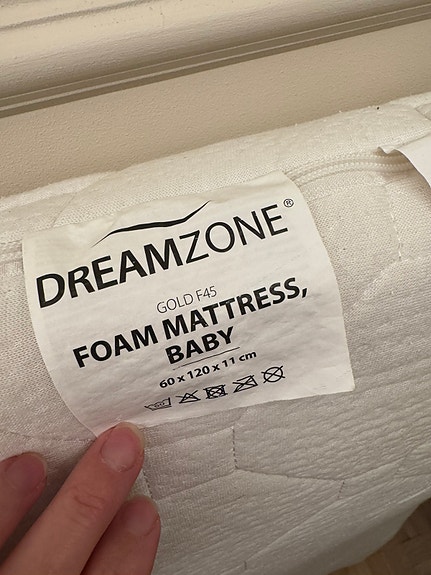 DREAMZONE®
GOLD F45
FOAM MATTRESS,
BABY
60 x 120 x 11 cm